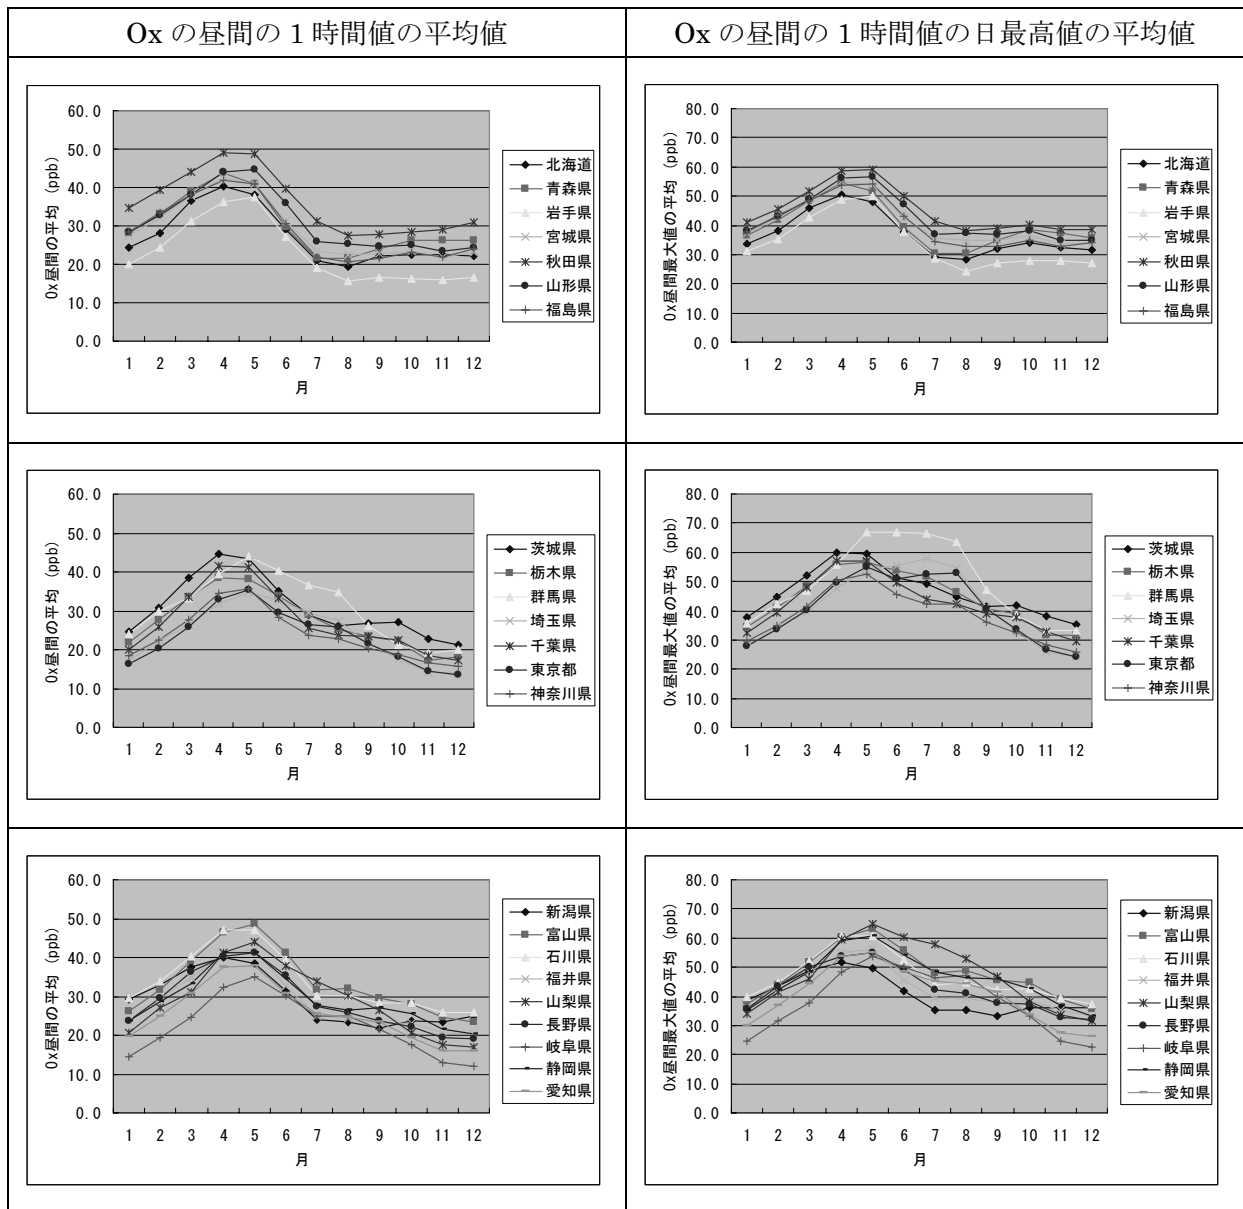 Ox の昼間の 1 時間値の平均値
Ox の昼間の 1 時間値の日最高値の平均値
Ox昼間の平均 (ppb)
60.0
50.0
40.0
30.0
20.0
10.0
0.0
1 2 3 4 5 6 7 8 9 10 11 12
月
北海道
青森県
岩手県
宮城県
秋田県
山形県
福島県
Ox昼間最大値の平均 (ppb)
80.0
70.0
60.0
50.0
40.0
30.0
20.0
10.0
0.0
1 2 3 4 5 6 7 8 9 10 11 12
月
北海道
青森県
岩手県
宮城県
秋田県
山形県
福島県
Ox昼間の平均 (ppb)
60.0
50.0
40.0
30.0
20.0
10.0
0.0
1 2 3 4 5 6 7 8 9 10 11 12
月
茨城県
栃木県
群馬県
埼玉県
千葉県
東京都
神奈川県
Ox昼間最大値の平均 (ppb)
80.0
70.0
60.0
50.0
40.0
30.0
20.0
10.0
0.0
1 2 3 4 5 6 7 8 9 10 11 12
月
茨城県
栃木県
群馬県
埼玉県
千葉県
東京都
神奈川県
Ox昼間の平均 (ppb)
60.0
50.0
40.0
30.0
20.0
10.0
0.0
1 2 3 4 5 6 7 8 9 10 11 12
月
新潟県
富山県
石川県
福井県
山梨県
長野県
岐阜県
静岡県
愛知県
Ox昼間最大値の平均 (ppb)
80.0
70.0
60.0
50.0
40.0
30.0
20.0
10.0
0.0
1 2 3 4 5 6 7 8 9 10 11 12
月
新潟県
富山県
石川県
福井県
山梨県
長野県
岐阜県
静岡県
愛知県